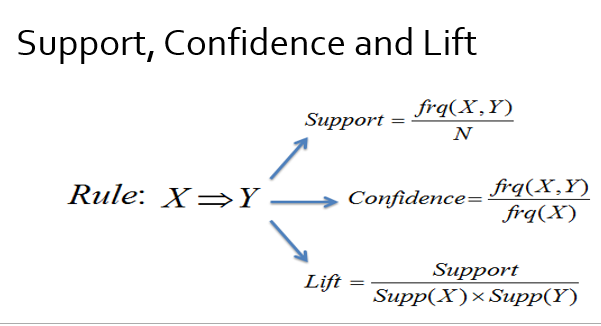 Support, Confidence and Lift
Support = frq(X,Y) / N
Rule: X ⇒ Y
Confidence = frq(X,Y) / frq(X)
Lift = Support / Supp(X) × Supp(Y)